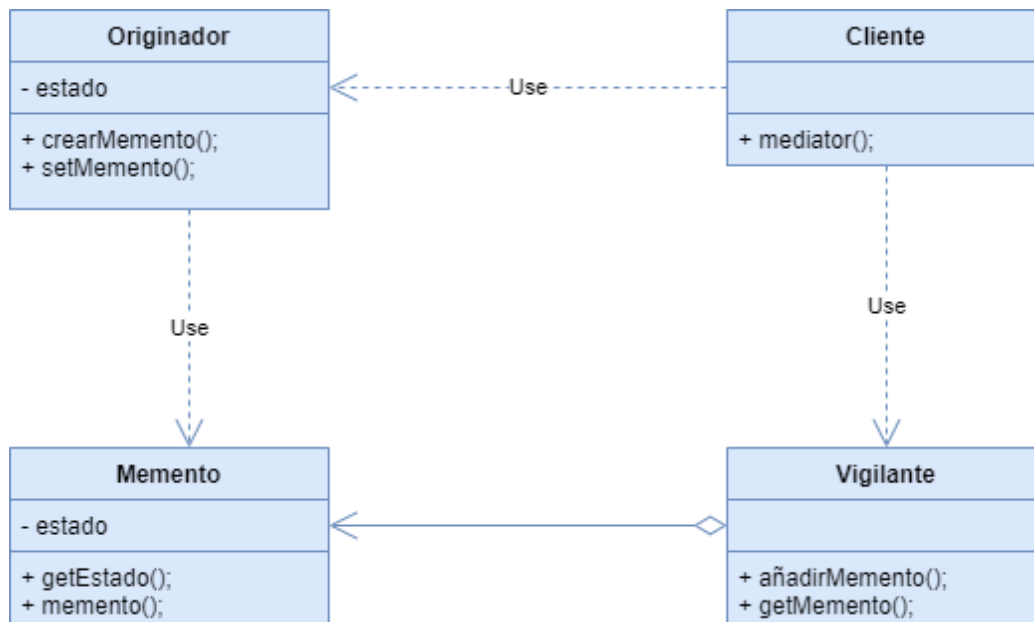 Originador
- estado
+ crearMemento();
+ setMemento();
Use
Cliente
+ mediator();
Use
Use
Memento
- estado
+ getEstado();
+ memento();
Vigilante
+ añadirMemento();
+ getMemento();